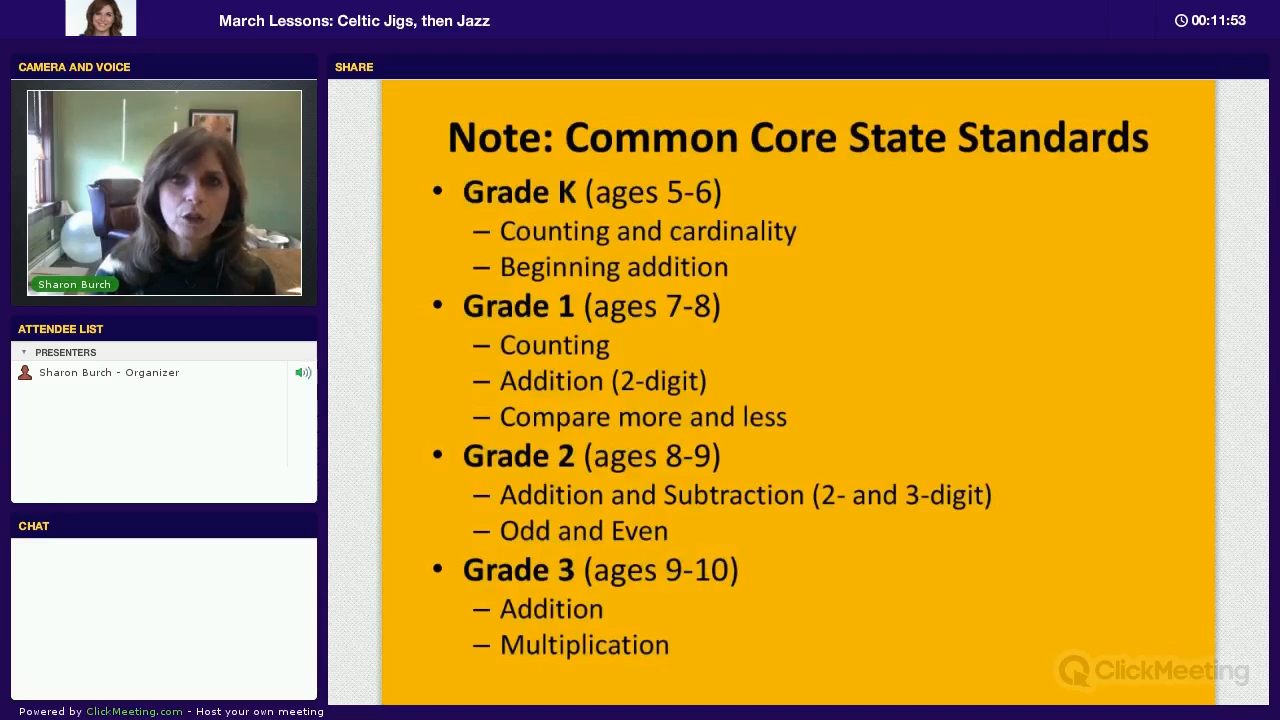 March Lessons: Celtic Jigs, then Jazz
00:11:53
CAMERA AND VOICE
Sharon Burch
ATTENDEE LIST
PRESENTERS
Sharon Burch - Organizer
CHAT
Powered by ClickMeeting.com - Host your own meeting
SHARE
Note: Common Core State Standards
• Grade K (ages 5-6)
– Counting and cardinality
– Beginning addition
• Grade 1 (ages 7-8)
– Counting
– Addition (2-digit)
– Compare more and less
• Grade 2 (ages 8-9)
– Addition and Subtraction (2- and 3-digit)
– Odd and Even
• Grade 3 (ages 9-10)
– Addition
– Multiplication
ClickMeeting